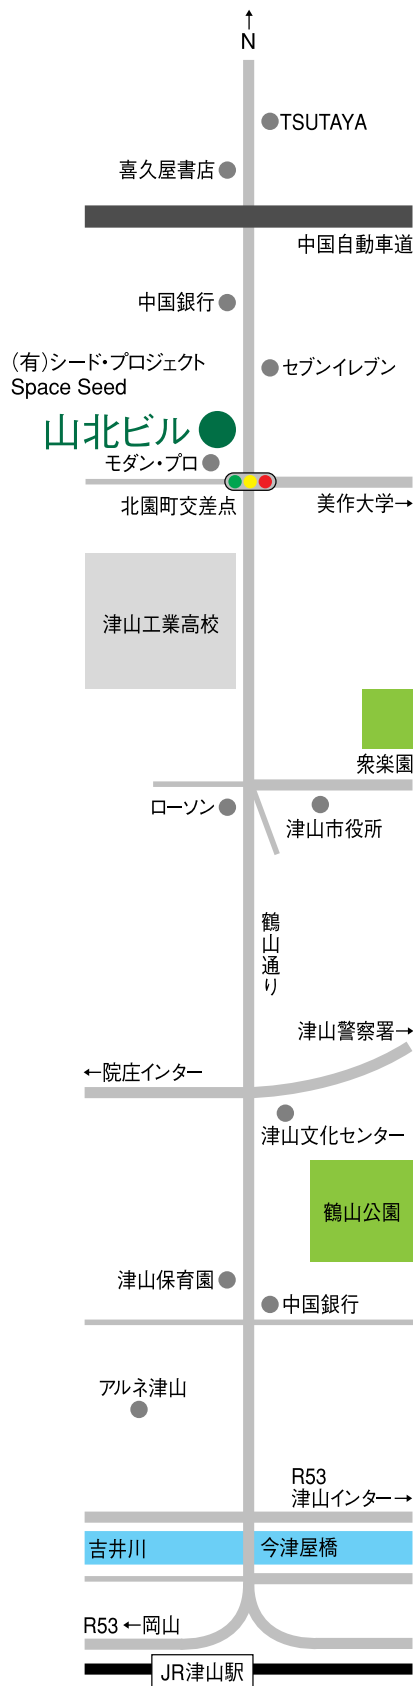 N
TSUTAYA
喜久屋書店
中国自動車道
中国銀行
(有)シード・プロジェクト
Space Seed
セブンイレブン
山北ビル
モダン・プロ
北園町交差点
美作大学→
津山工業高校
衆楽園
ローソン
津山市役所
鶴山通り
津山警察署→
←院庄インター
津山文化センター
鶴山公園
津山保育園
中国銀行
アルネ津山
R53
津山インター→
吉井川
今津屋橋
R53 ←岡山
JR津山駅